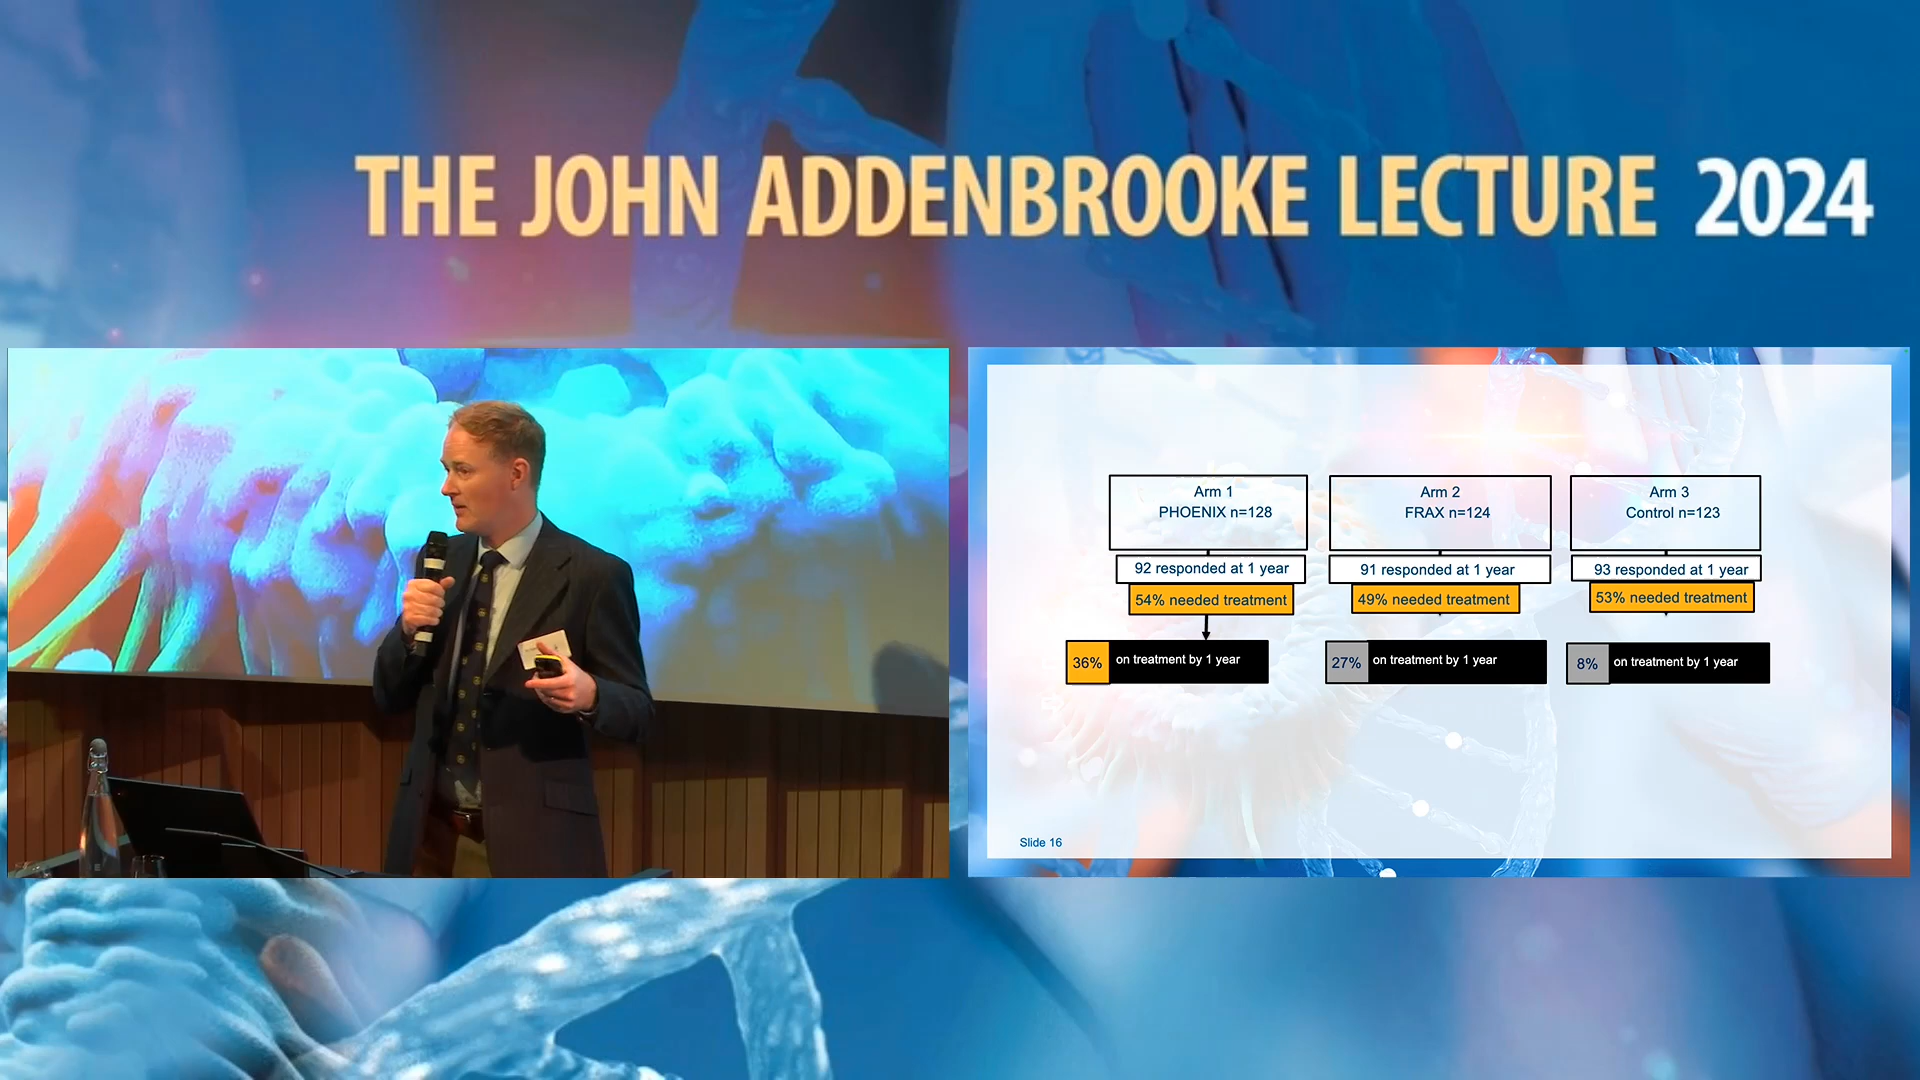 THE JOHN ADDENBROOKE LECTURE 2024
Arm 1
PHOENIX n=128
92 responded at 1 year
54% needed treatment
36% on treatment by 1 year
Arm 2
FRAX n=124
91 responded at 1 year
49% needed treatment
27% on treatment by 1 year
Arm 3
Control n=123
93 responded at 1 year
53% needed treatment
8% on treatment by 1 year
Slide 16